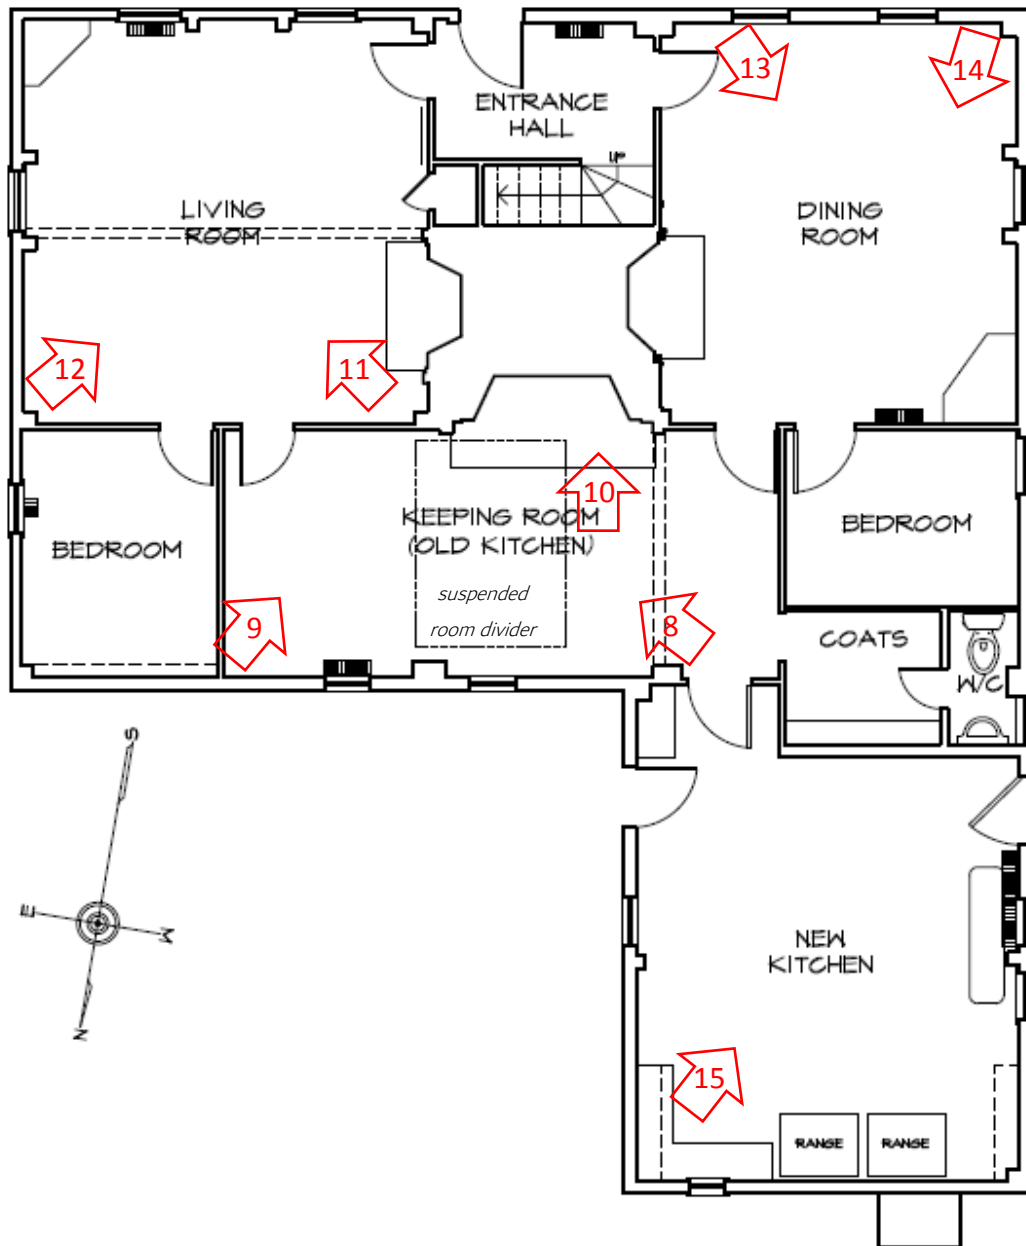 13
14
ENTRANCE
HALL
UP
LIVING
ROOM
DINING
ROOM
12
11
10
KEEPING ROOM
(OLD KITCHEN)
BEDROOM
BEDROOM
suspended
room divider
9
8
COATS
W/C
S
E
W
N
NEW
KITCHEN
15
RANGE
RANGE